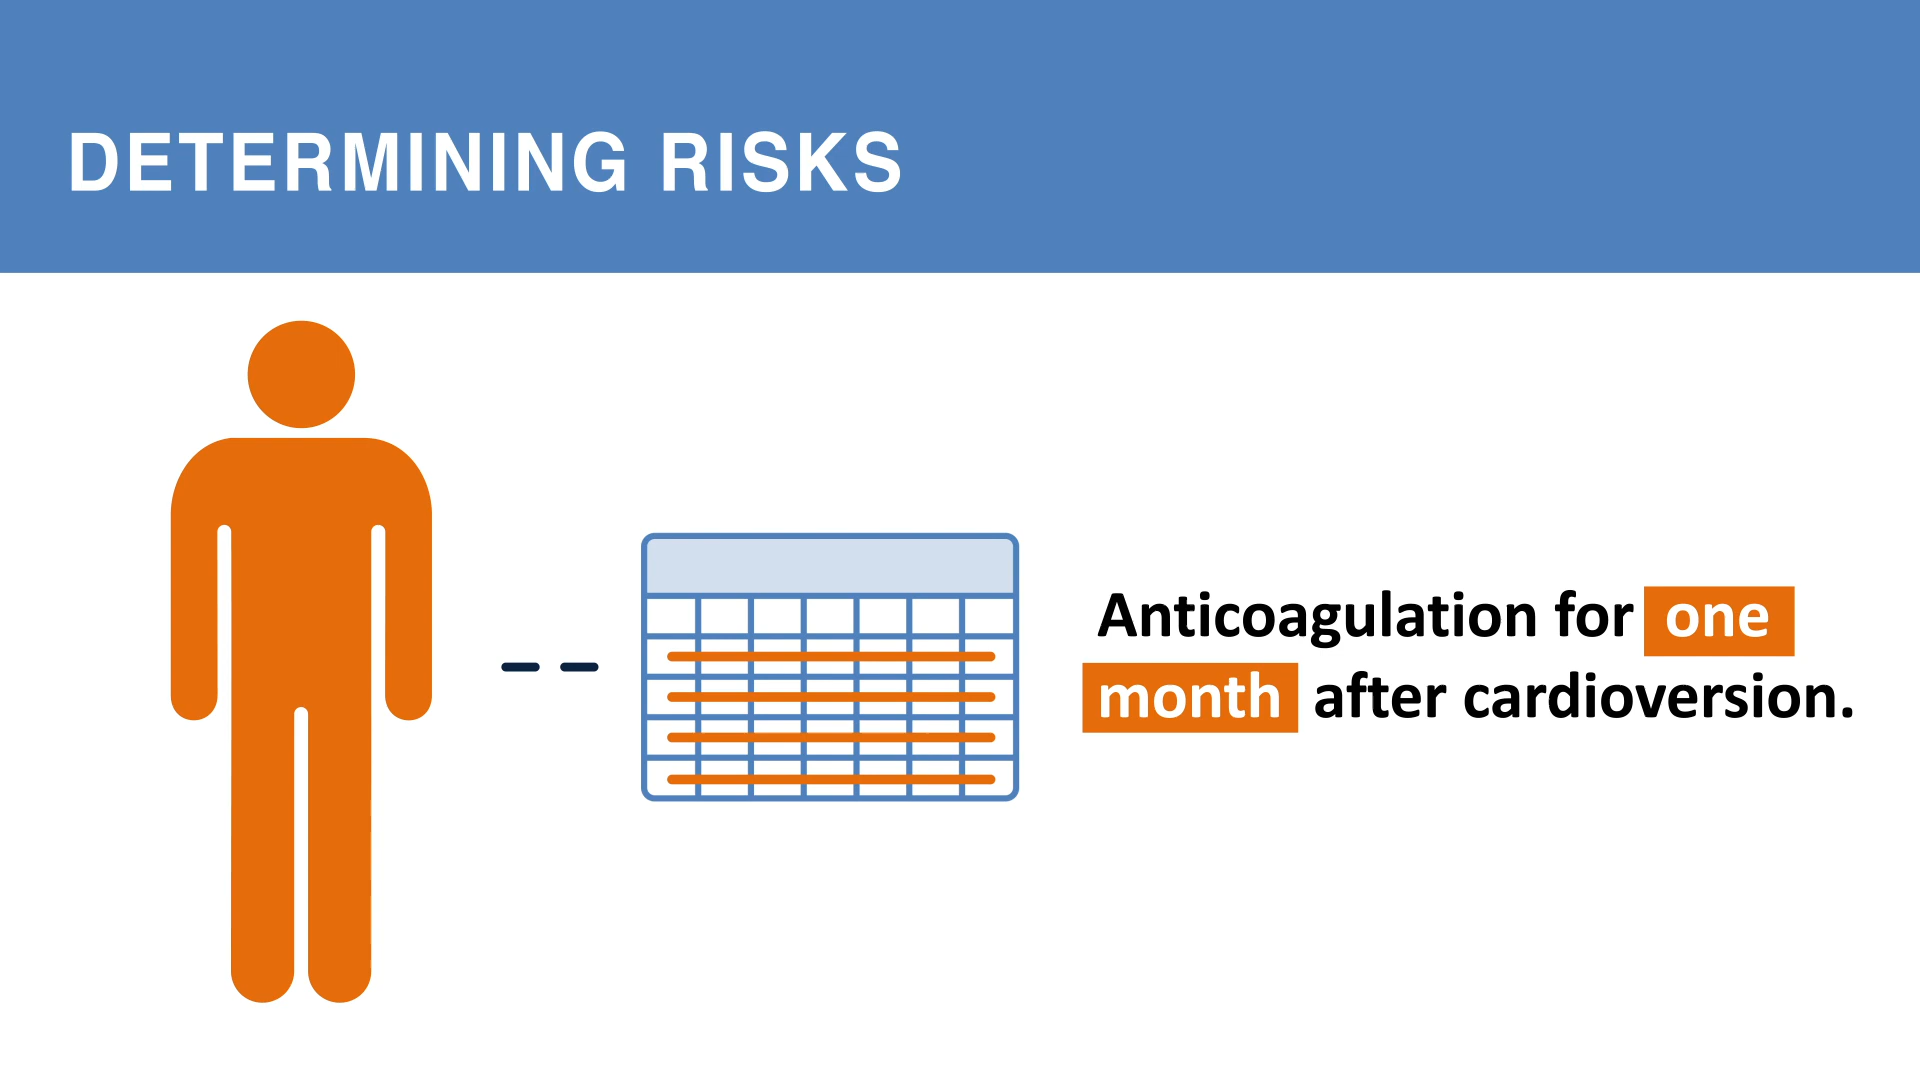 DETERMINING RISKS
Anticoagulation for one
month after cardioversion.